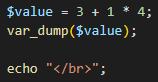 $value = 3 + 1 * 4;
var_dump($value);
echo "</br>";